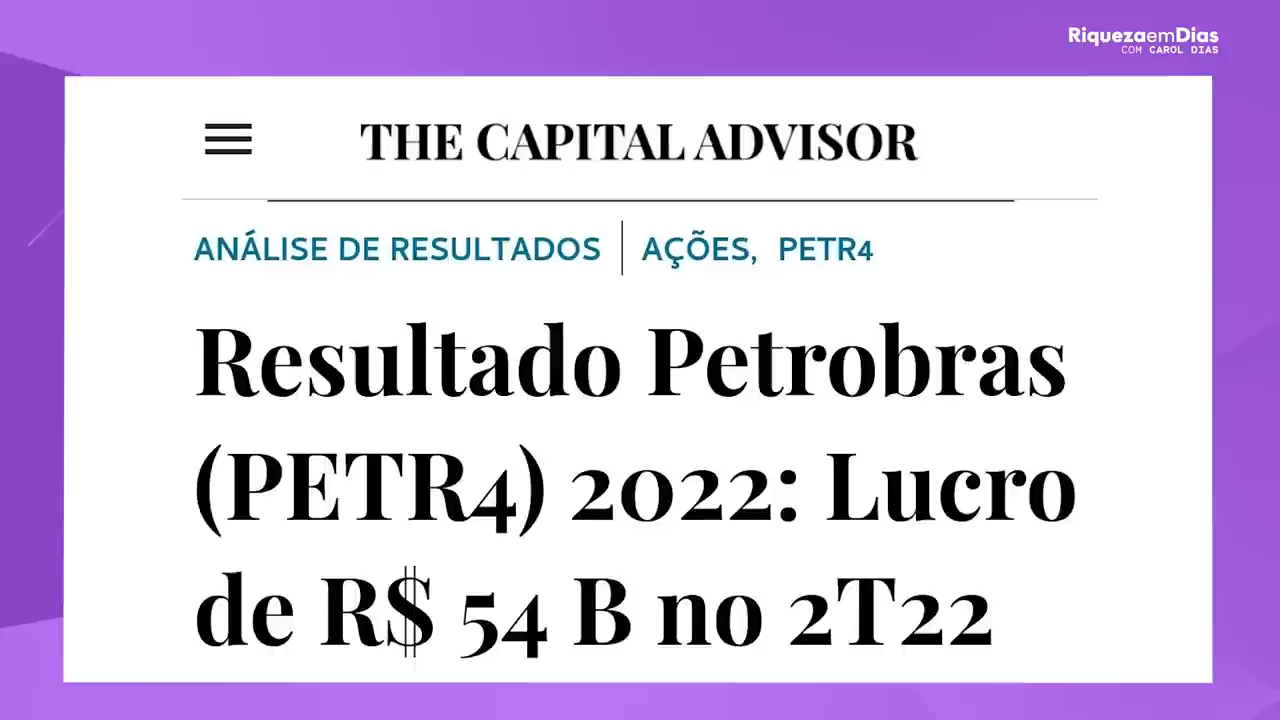 RiquezaemDias
COM CAROL DIAS
THE CAPITAL ADVISOR
ANÁLISE DE RESULTADOS | AÇÕES, PETR4
Resultado Petrobras
(PETR4) 2022: Lucro
de R$ 54 B no 2T22